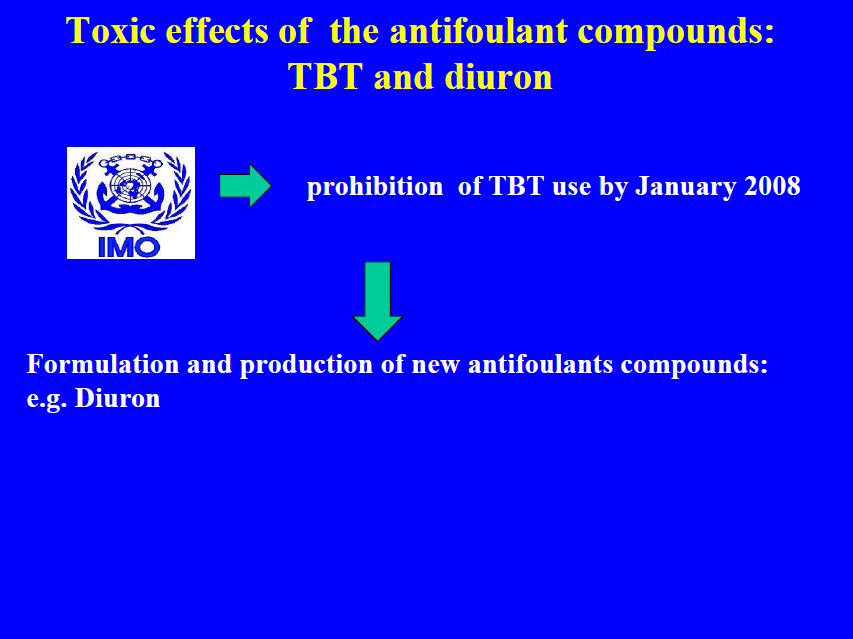 Toxic effects of  the antifoulant compounds:
TBT and diuron
IMO
prohibition  of TBT use by January 2008
Formulation and production of new antifoulants compounds:
e.g. Diuron